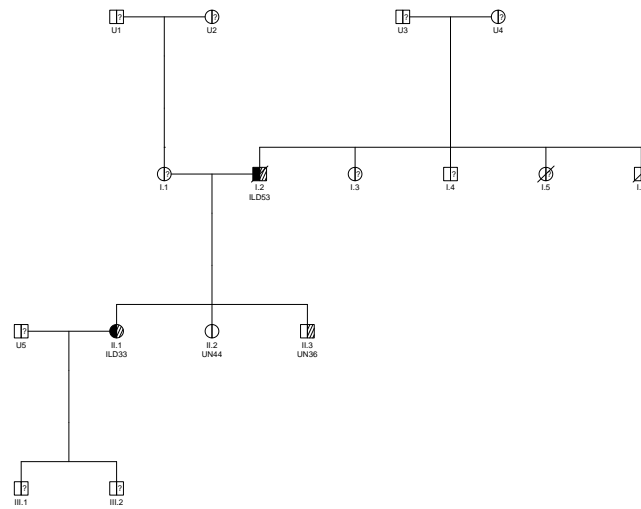 ? ? ? ?
U1 U2 U3 U4
? ? ? ? ?
I.1 I.2 I.3 I.4 I.5 I.
ILD53
?
U5 II.1 II.2 II.3
ILD33 UN44 UN36
? ?
III.1 III.2